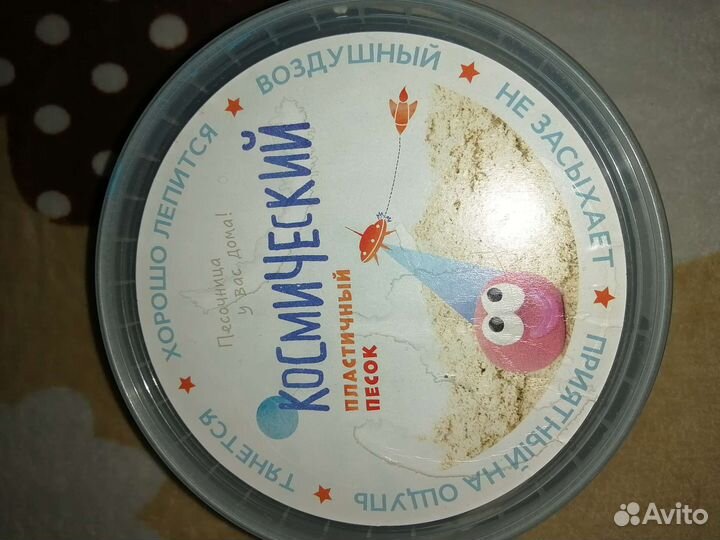 Песочница
у вас дома!
КОСМИЧЕСКИЙ
ПЛАСТИЧНЫЙ
ПЕСОК
ТЯНЕТСЯ
ХОРОШО ЛЕПИТСЯ
ВОЗДУШНЫЙ
НЕ ЗАСЫХАЕТ
ПРИЯТНЫЙ НА ОЩУПЬ
Avito